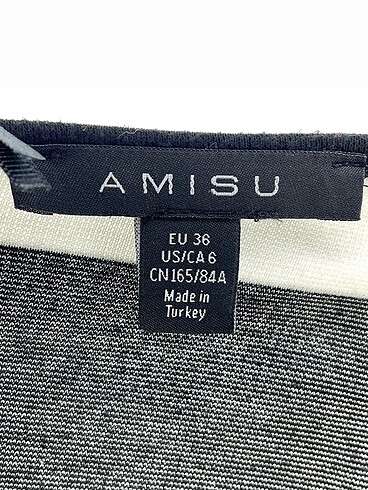 AMISU
EU 36
US/CA 6
CN165/84A
Made in
Turkey